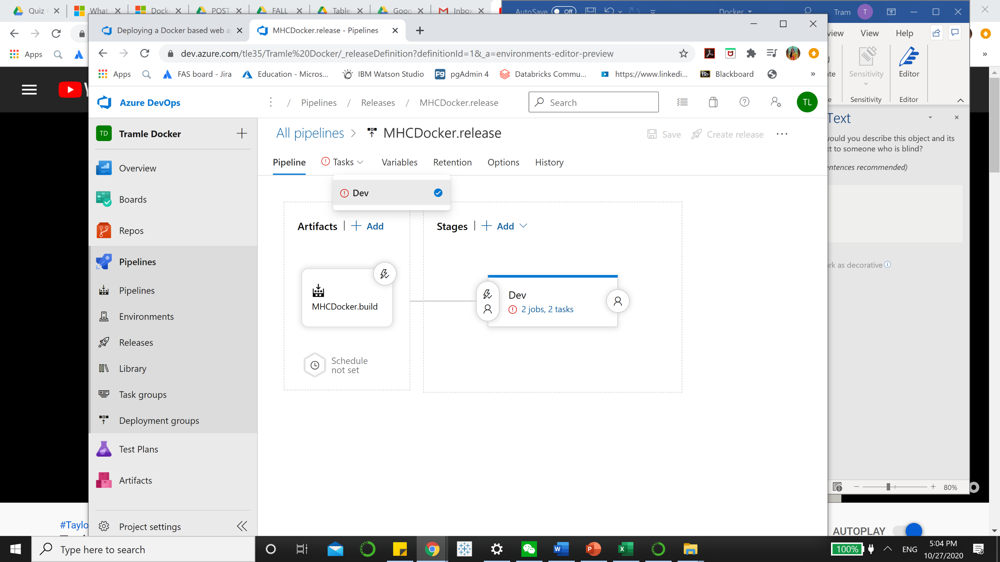 Quiz
What
Dock
POST
FALL
Table
Goog
Inbox
AutoSave Off
Docker
Tram T
Deploying a Docker based web a
MHCDocker.release - Pipelines
dev.azure.com/tle35/Tramle%20Docker/_releaseDefinition?definitionId=1&_a=environments-editor-preview
View Help
Apps
Apps
FAS board - Jira
Education - Micros...
IBM Watson Studio
pg pgAdmin 4
Databricks Commu...
https://www.linkedi...
Bb Blackboard
Sensitivity
Editor
Sensitivity
Editor
Azure DevOps
/ Pipelines / Releases / MHCDocker.release
Search
TL
TD Tramle Docker
All pipelines > MHCDocker.release
Save Create release ...
Text
would you describe this object and its
to someone who is blind?
recommended)
Pipeline Tasks Variables Retention Options History
Dev
Overview
Boards
Repos
Pipelines
Pipelines
Environments
Releases
Library
Task groups
Deployment groups
Test Plans
Artifacts
Project settings
Artifacts | + Add
Stages | + Add
MHCDocker.build
Dev
2 jobs, 2 tasks
Schedule
not set
as decorative
80%
#Taylo
AUTOPLAY
Type here to search
100%
ENG
5:04 PM
10/27/2020